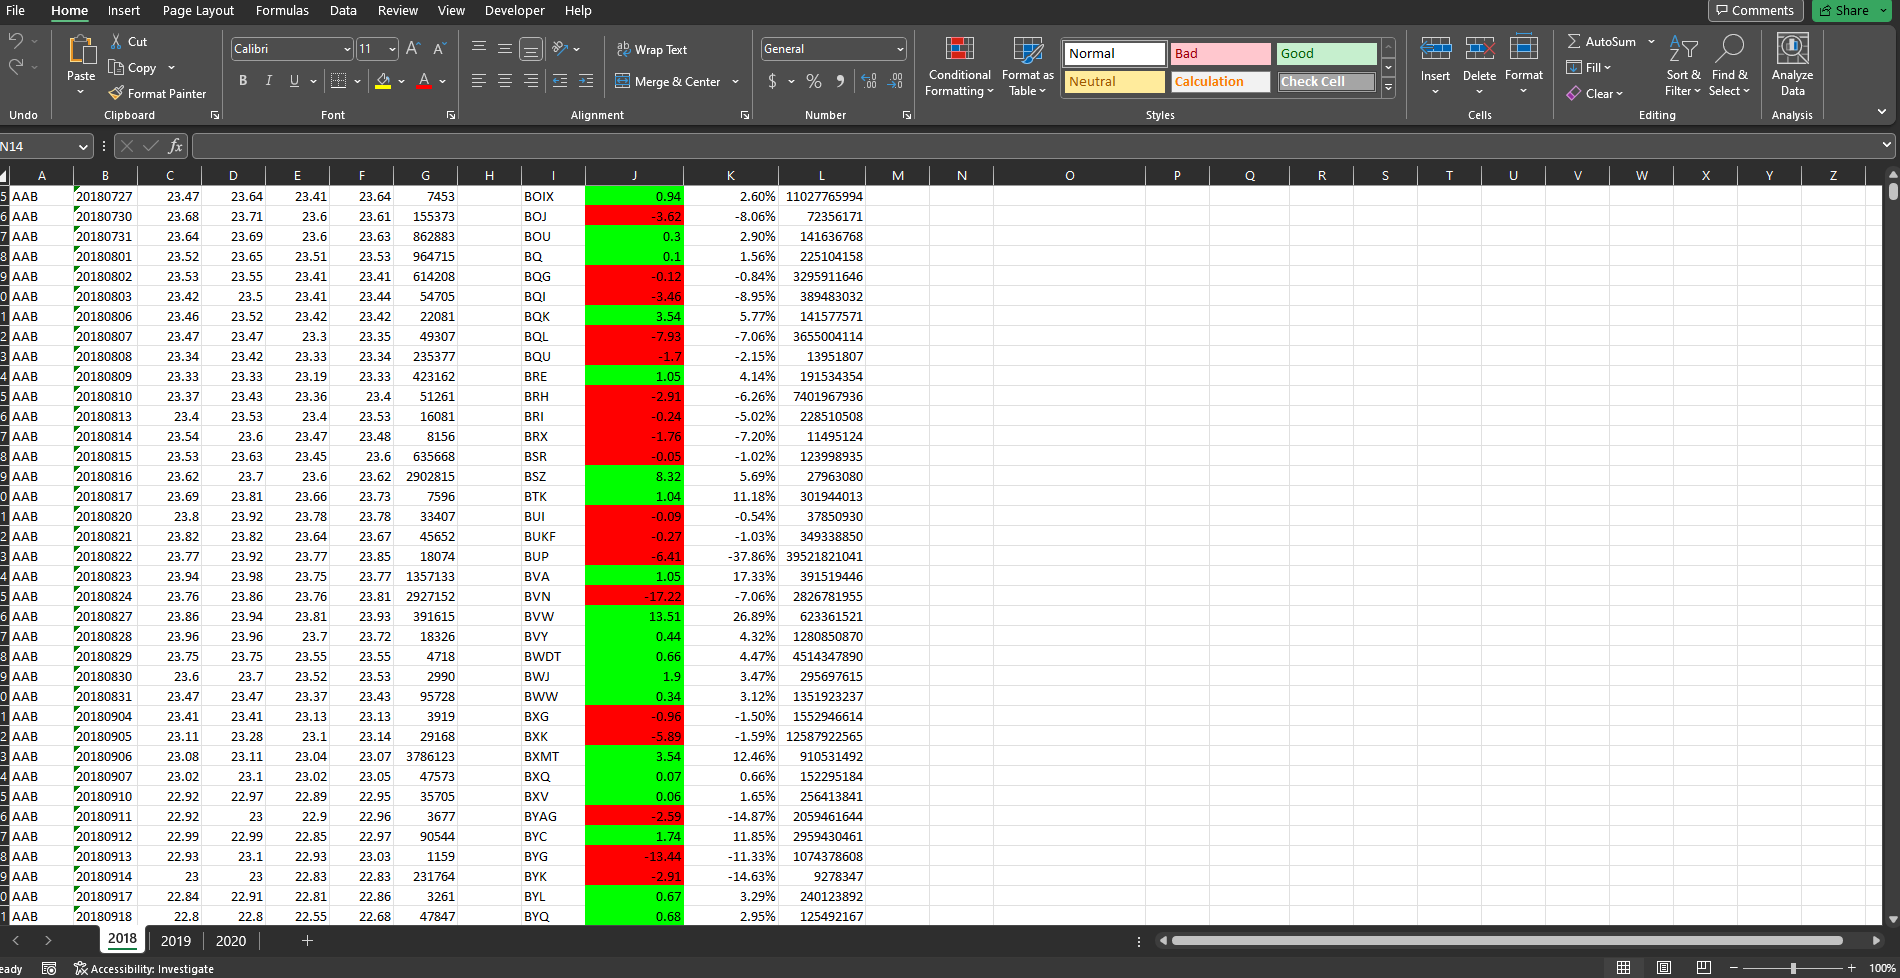 File Home Insert Page Layout Formulas Data Review View Developer Help Comments Share
Cut
Copy
Format Painter
Paste
Undo Clipboard
Calibri 11
B I U A
Font
ab Wrap Text
Merge & Center
Alignment
General
$ % 9
Number
Conditional Formatting
Format as Table
Normal Bad Good
Neutral Calculation Check Cell
Styles
Insert Delete Format
Cells
AutoSum
Fill
Clear
Sort & Filter
Find & Select
Editing
Analyze Data
Analysis
N14 fx
A B C D E F G H I J K L M N O P Q R S T U V W X Y Z
5 AAB 20180727 23.47 23.64 23.41 23.64 7453 BOIX 0.94 2.60% 11027765994
6 AAB 20180730 23.68 23.71 23.6 23.61 155373 BOJ -3.62 -8.06% 72356171
7 AAB 20180731 23.64 23.69 23.6 23.63 862883 BOU 0.3 2.90% 141636768
8 AAB 20180801 23.52 23.65 23.51 23.53 964715 BQ 0.1 1.56% 225104158
9 AAB 20180802 23.53 23.55 23.41 23.41 614208 BQG -0.12 -0.84% 3295911646
0 AAB 20180803 23.42 23.5 23.41 23.44 54705 BQI -3.46 -8.95% 389483032
1 AAB 20180806 23.46 23.52 23.42 23.42 22081 BQK 3.54 5.77% 141577571
2 AAB 20180807 23.47 23.47 23.3 23.35 49307 BQL -7.93 -7.06% 3655004114
3 AAB 20180808 23.34 23.42 23.33 23.34 235377 BQU -1.7 -2.15% 13951807
4 AAB 20180809 23.33 23.33 23.19 23.33 423162 BRE 1.05 4.14% 191534354
5 AAB 20180810 23.37 23.43 23.36 23.4 51261 BRH -2.91 -6.26% 7401967936
6 AAB 20180813 23.4 23.53 23.4 23.53 16081 BRI -0.24 -5.02% 228510508
7 AAB 20180814 23.54 23.6 23.47 23.48 8156 BRX -1.76 -7.20% 11495124
8 AAB 20180815 23.53 23.63 23.45 23.6 635668 BSR -0.05 -1.02% 123998935
9 AAB 20180816 23.62 23.7 23.6 23.62 2902815 BSZ 8.32 5.69% 27963080
0 AAB 20180817 23.69 23.81 23.66 23.73 7596 BTK 1.04 11.18% 301944013
1 AAB 20180820 23.8 23.92 23.78 23.78 33407 BUI -0.09 -0.54% 37850930
2 AAB 20180821 23.82 23.82 23.64 23.67 45652 BUKF -0.27 -1.03% 349338850
3 AAB 20180822 23.77 23.92 23.77 23.85 18074 BUP -6.41 -37.86% 39521821041
4 AAB 20180823 23.94 23.98 23.75 23.77 1357133 BVA 1.05 17.33% 391519446
5 AAB 20180824 23.76 23.86 23.76 23.81 2927152 BVN -17.22 -7.06% 2826781955
6 AAB 20180827 23.86 23.94 23.81 23.93 391615 BVW 13.51 26.89% 623361521
7 AAB 20180828 23.96 23.96 23.7 23.72 18326 BVY 0.44 4.32% 1280850870
8 AAB 20180829 23.75 23.75 23.55 23.55 4718 BWDT 0.66 4.47% 4514347890
9 AAB 20180830 23.6 23.7 23.52 23.53 2990 BWJ 1.9 3.47% 295697615
0 AAB 20180831 23.47 23.47 23.37 23.43 95728 BWW 0.34 3.12% 1351923237
1 AAB 20180904 23.41 23.41 23.13 23.13 3919 BXG -0.96 -1.50% 1552946614
2 AAB 20180905 23.11 23.28 23.1 23.14 29168 BXK -5.89 -1.59% 12587922565
3 AAB 20180906 23.08 23.11 23.04 23.07 3786123 BXMT 3.54 12.46% 910531492
4 AAB 20180907 23.02 23.1 23.02 23.05 47573 BXQ 0.07 0.66% 152295184
5 AAB 20180910 22.92 22.97 22.89 22.95 35705 BXV 0.06 1.65% 256413841
6 AAB 20180911 22.92 23 22.9 22.96 3677 BYAG -2.59 -14.87% 2059461644
7 AAB 20180912 22.99 22.99 22.85 22.97 90544 BYC 1.74 11.85% 2959430461
8 AAB 20180913 22.93 23.1 22.93 23.03 1159 BYG -13.44 -11.33% 1074378608
9 AAB 20180914 23 23 22.83 22.83 231764 BYK -2.91 -14.63% 9278347
0 AAB 20180917 22.84 22.91 22.81 22.86 3261 BYL 0.67 3.29% 240123892
1 AAB 20180918 22.8 22.8 22.55 22.68 47847 BYQ 0.68 2.95% 125492167
2018 2019 2020
eady Accessibility: Investigate 100%